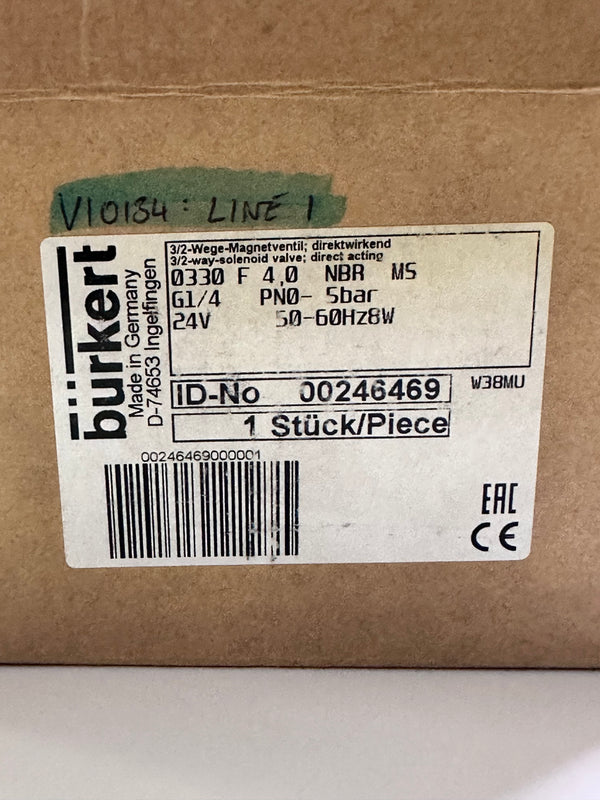 V10184: LINE 1
bürkert
Made in Germany
D-74653 Ingelfingen
3/2-Wege-Magnetventil; direktwirkend
3/2-way-solenoid valve; direct acting
0330 F 4,0 NBR MS
G1/4 PN0- 5bar
24V 50-60Hz8W
ID-No 00246469
W38MU
1 Stück/Piece
00246469000001
EAC
CE